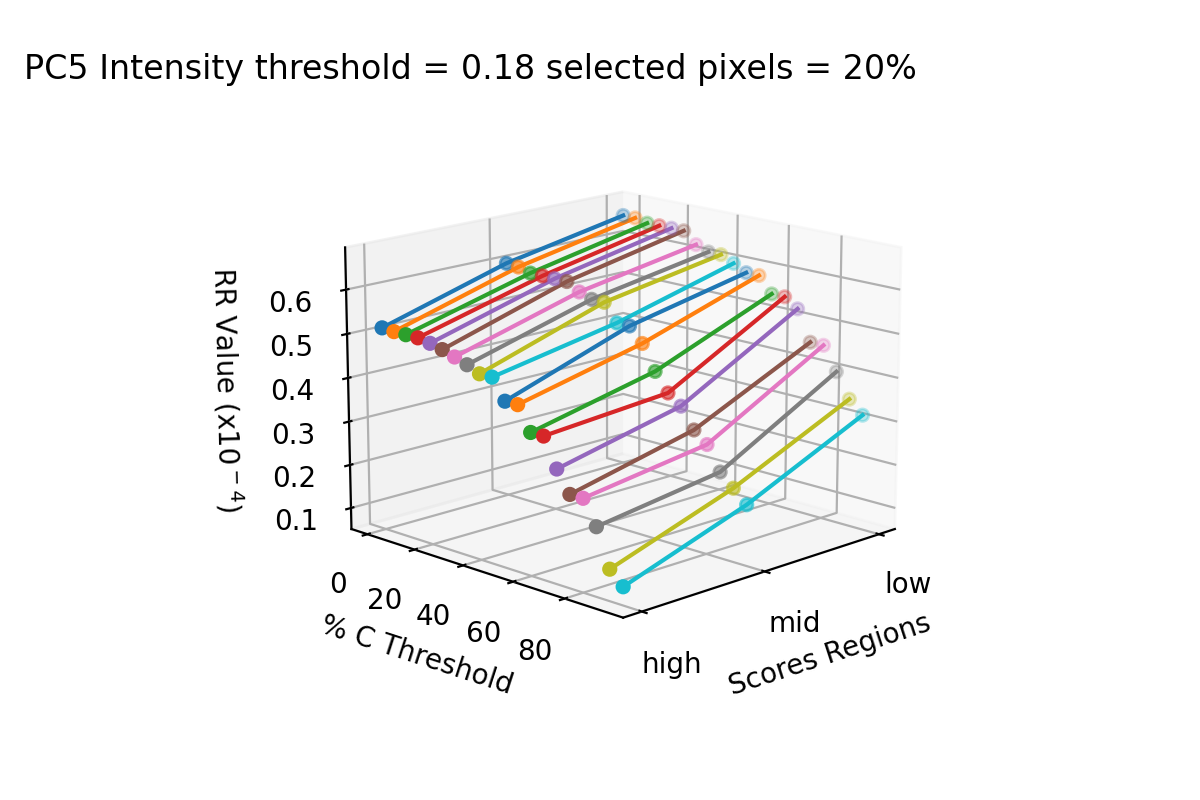 PC5 Intensity threshold = 0.18 selected pixels = 20%
RR Value (x10⁻⁴)
0.6
0.5
0.4
0.3
0.2
0.1
0
20
40
60
80
% C Threshold
high
mid
low
Scores Regions